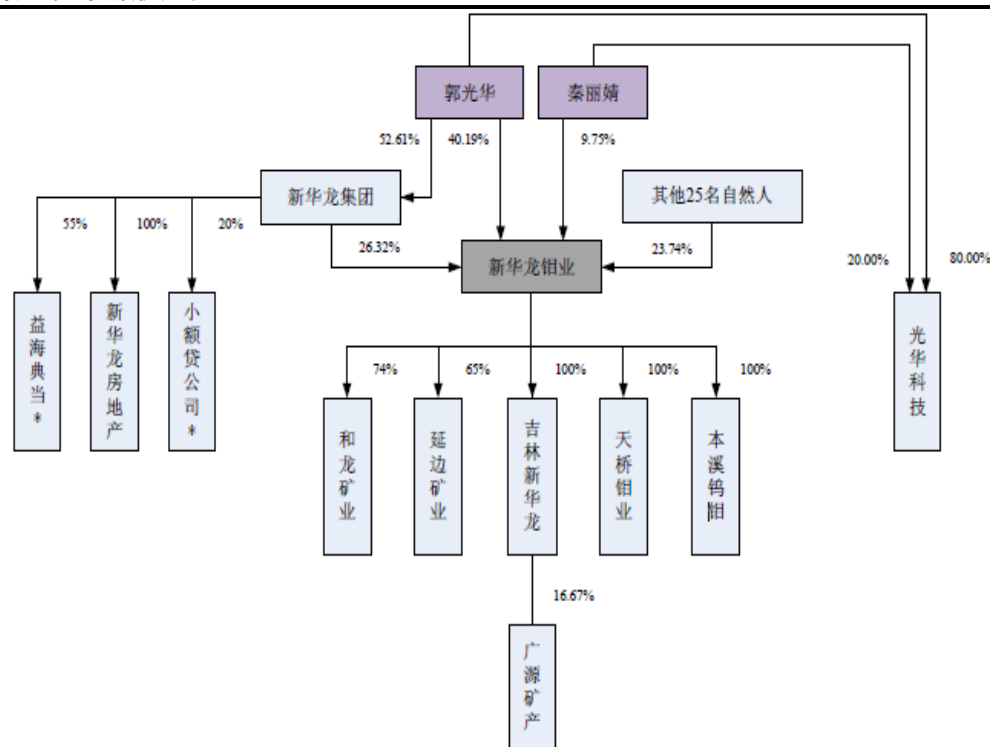 郭光华
秦丽婧
52.61%
40.19%
9.75%
新华龙集团
其他25名自然人
55%
100%
20%
26.32%
新华龙钼业
23.74%
20.00%
80.00%
益海典当*
新华龙房地产
小额贷公司*
光华科技
74%
65%
100%
100%
100%
和龙矿业
延边矿业
吉林新华龙
天桥钼业
本溪钨钼
16.67%
广源矿产